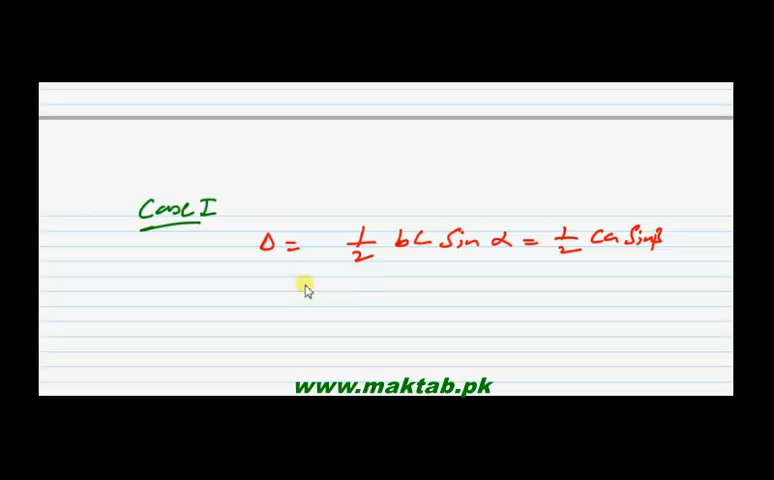 Case I
Δ = 1/2 bc Sin α = 1/2 ca Sinβ
www.maktab.pk